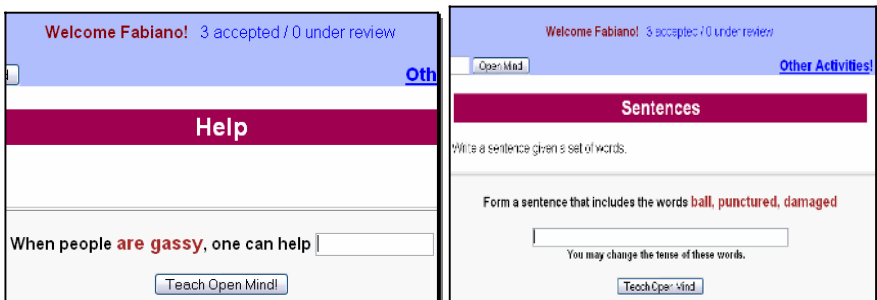 Welcome Fabiano! 3 accepted / 0 under review
Oth
Help
When people are gassy, one can help
Teach Open Mind!
Welcome Fabiano! 3 accepted / 0 under review
Open Mind
Other Activities!
Sentences
Write a sentence given a set of words.
Form a sentence that includes the words ball, punctured, damaged
You may change the tense of these words.
Teach Open Mind